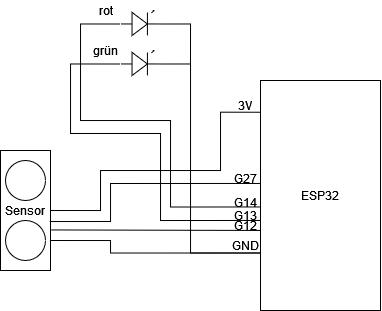 rot
grün
3V
G27
ESP32
G14
Sensor
G13
G12
GND